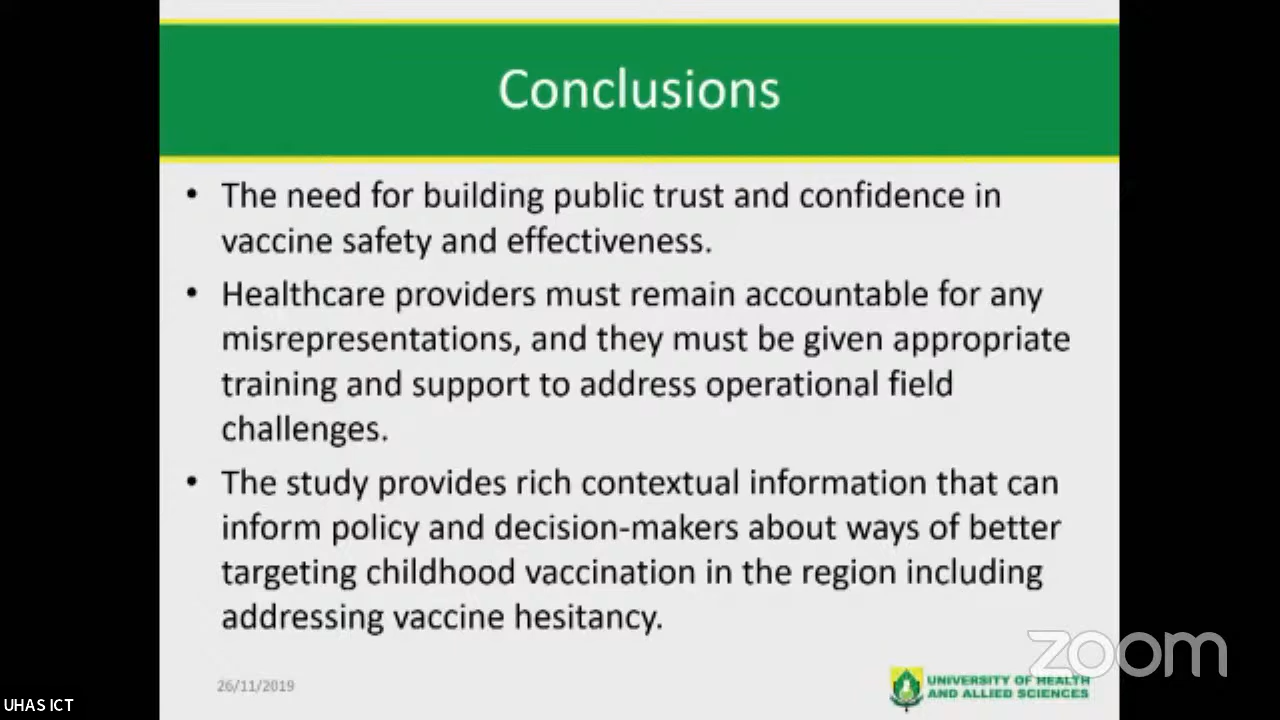 Conclusions
• The need for building public trust and confidence in
vaccine safety and effectiveness.
• Healthcare providers must remain accountable for any
misrepresentations, and they must be given appropriate
training and support to address operational field
challenges.
• The study provides rich contextual information that can
inform policy and decision-makers about ways of better
targeting childhood vaccination in the region including
addressing vaccine hesitancy.
zoom
26/11/2019
UNIVERSITY OF HEALTH
AND ALLIED SCIENCES
UHAS ICT